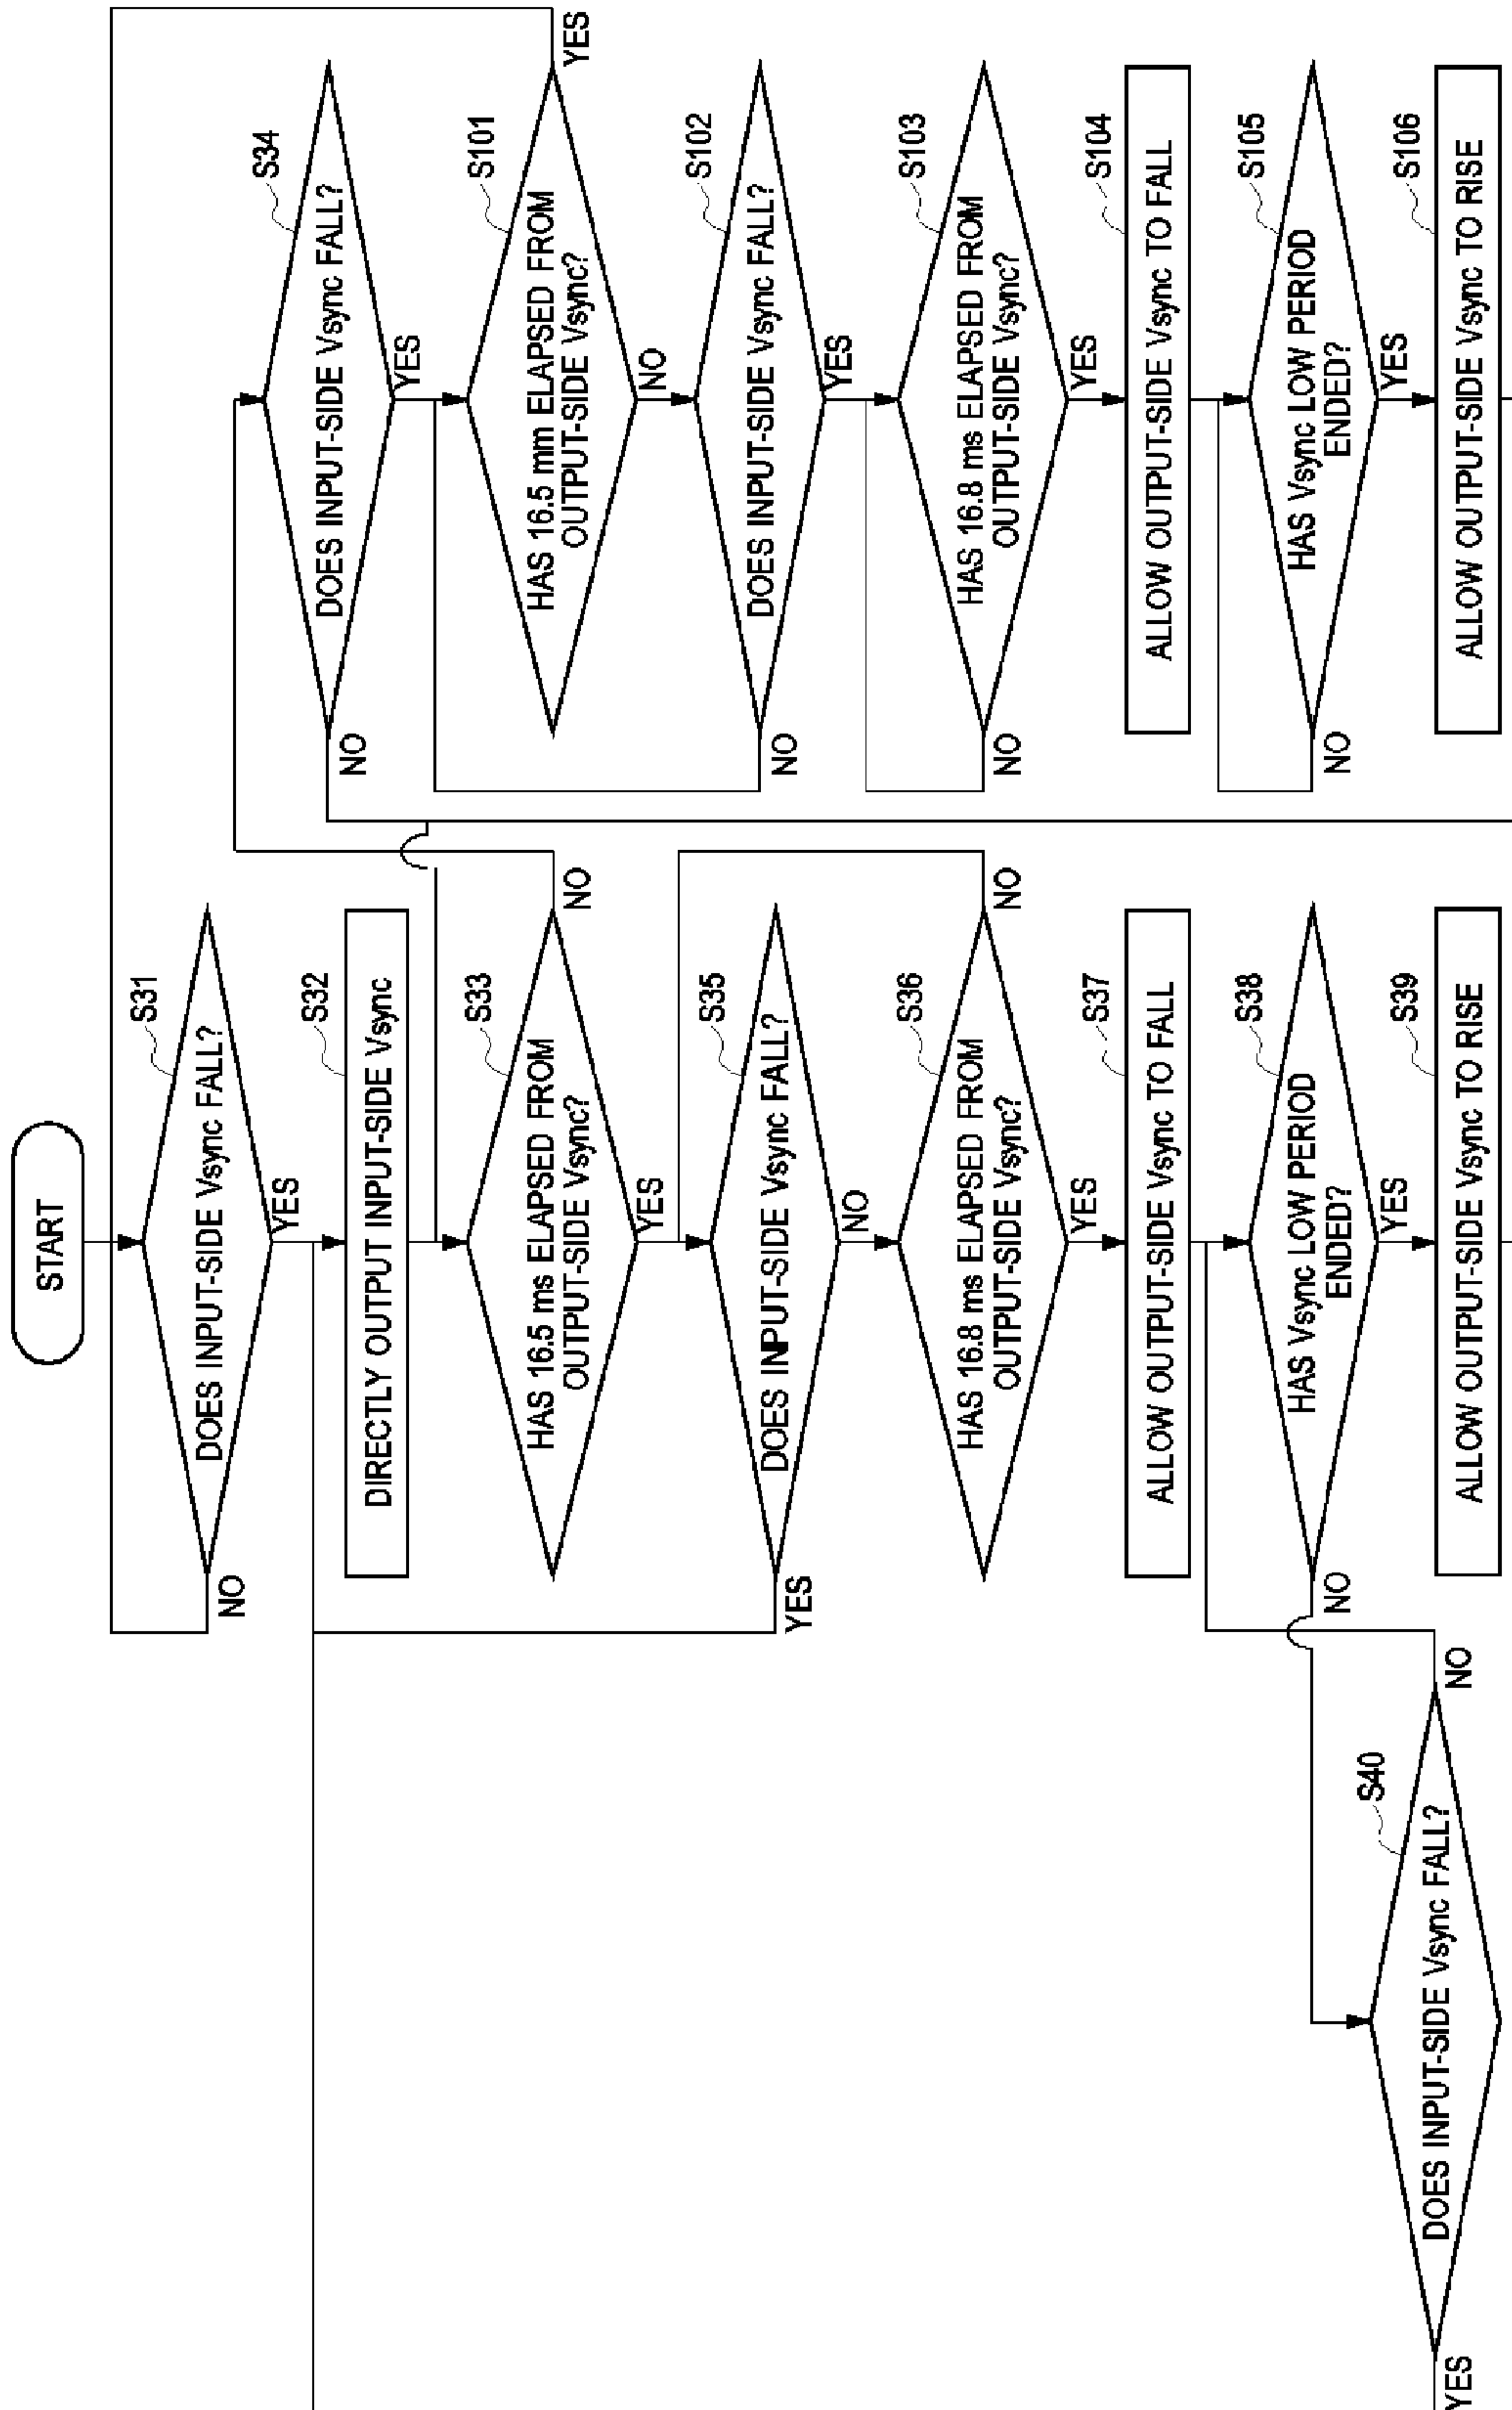 START
S31
DOES INPUT-SIDE Vsync FALL?
NO
YES
S32
DIRECTLY OUTPUT INPUT-SIDE Vsync
S33
HAS 16.5 ms ELAPSED FROM
OUTPUT-SIDE Vsync?
NO
YES
S35
DOES INPUT-SIDE Vsync FALL?
YES
NO
S36
HAS 16.8 ms ELAPSED FROM
OUTPUT-SIDE Vsync?
NO
YES
S37
ALLOW OUTPUT-SIDE Vsync TO FALL
S38
HAS Vsync LOW PERIOD
ENDED?
NO
YES
S39
ALLOW OUTPUT-SIDE Vsync TO RISE
S40
DOES INPUT-SIDE Vsync FALL?
YES
NO
S34
DOES INPUT-SIDE Vsync FALL?
NO
YES
S101
HAS 16.5 mm ELAPSED FROM
OUTPUT-SIDE Vsync?
YES
NO
S102
DOES INPUT-SIDE Vsync FALL?
NO
YES
S103
HAS 16.8 ms ELAPSED FROM
OUTPUT-SIDE Vsync?
NO
YES
S104
ALLOW OUTPUT-SIDE Vsync TO FALL
S105
HAS Vsync LOW PERIOD
ENDED?
NO
YES
S106
ALLOW OUTPUT-SIDE Vsync TO RISE